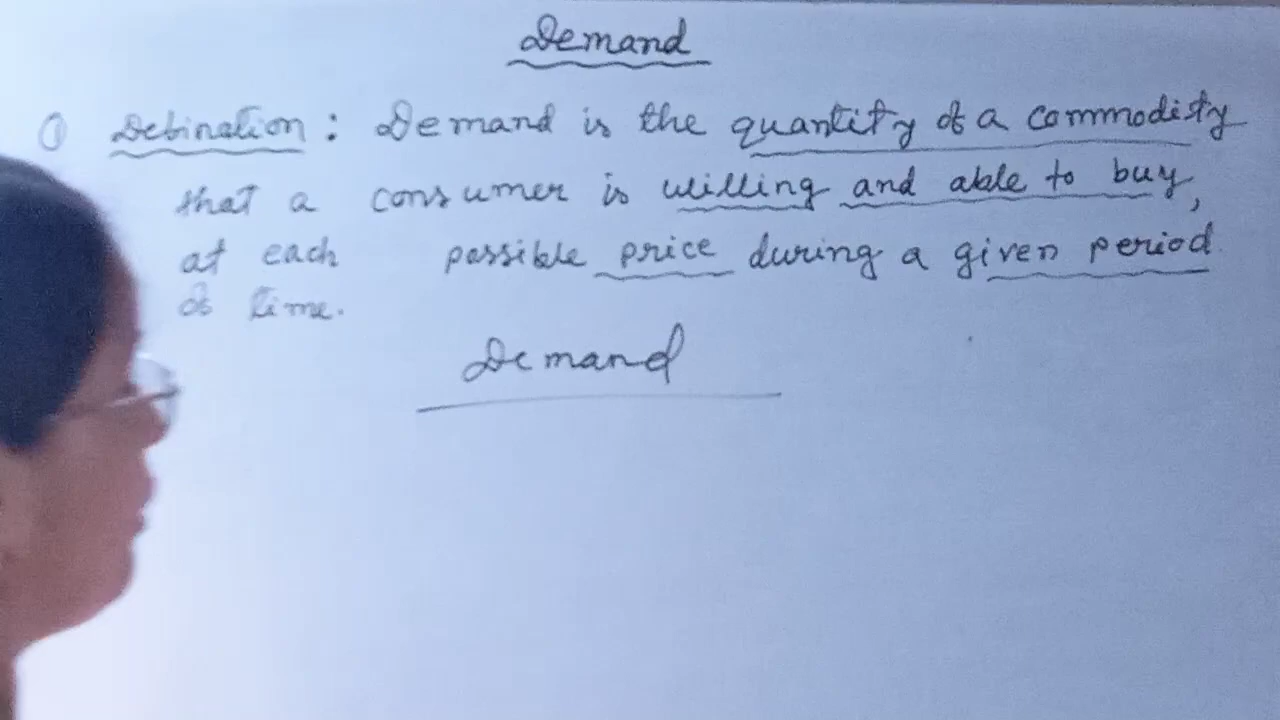 Demand
① Defination : Demand is the quantity of a commodity
that a consumer is willing and able to buy,
at each possible price during a given period
of time.
Demand